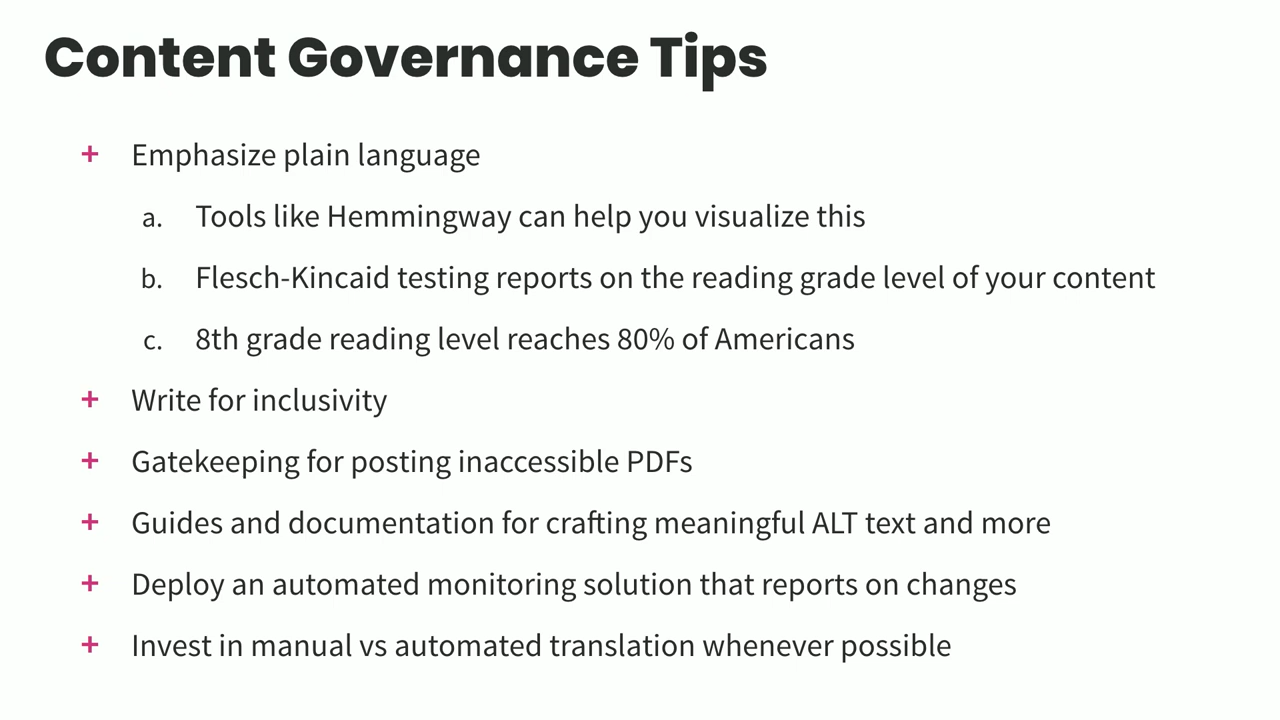 Content Governance Tips
+ Emphasize plain language
a. Tools like Hemmingway can help you visualize this
b. Flesch-Kincaid testing reports on the reading grade level of your content
c. 8th grade reading level reaches 80% of Americans
+ Write for inclusivity
+ Gatekeeping for posting inaccessible PDFs
+ Guides and documentation for crafting meaningful ALT text and more
+ Deploy an automated monitoring solution that reports on changes
+ Invest in manual vs automated translation whenever possible